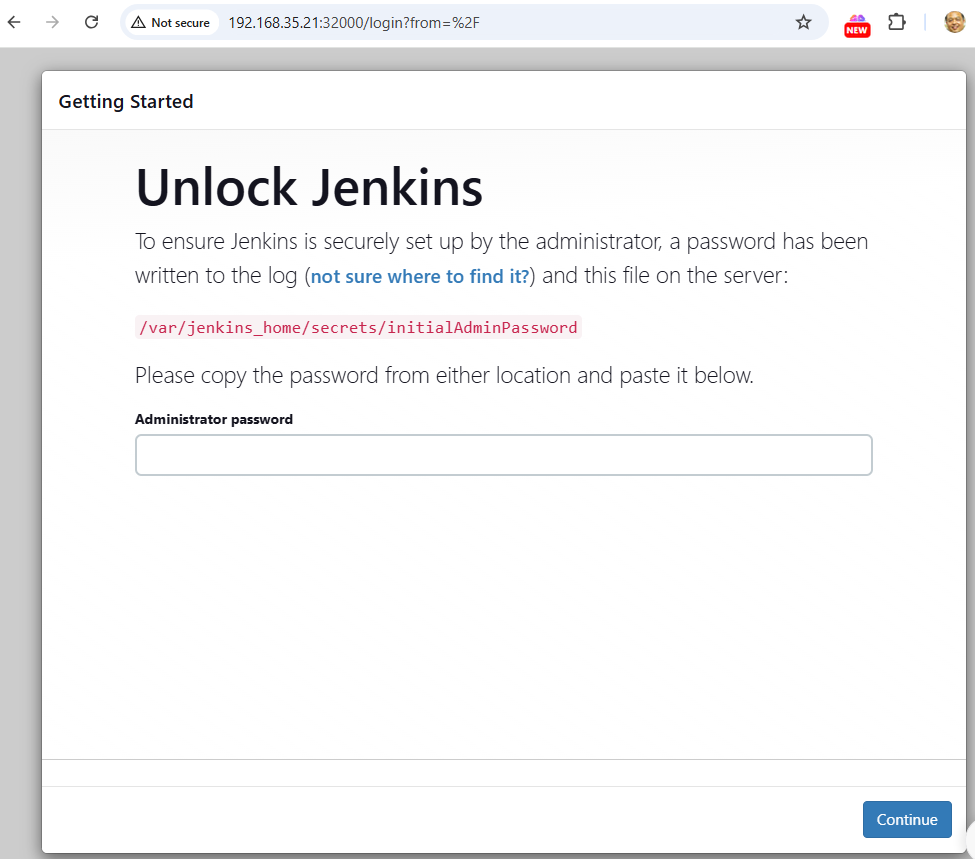 Not secure 192.168.35.21:32000/login?from=%2F
NEW
Getting Started
Unlock Jenkins
To ensure Jenkins is securely set up by the administrator, a password has been
written to the log (not sure where to find it?) and this file on the server:
/var/jenkins_home/secrets/initialAdminPassword
Please copy the password from either location and paste it below.
Administrator password
Continue